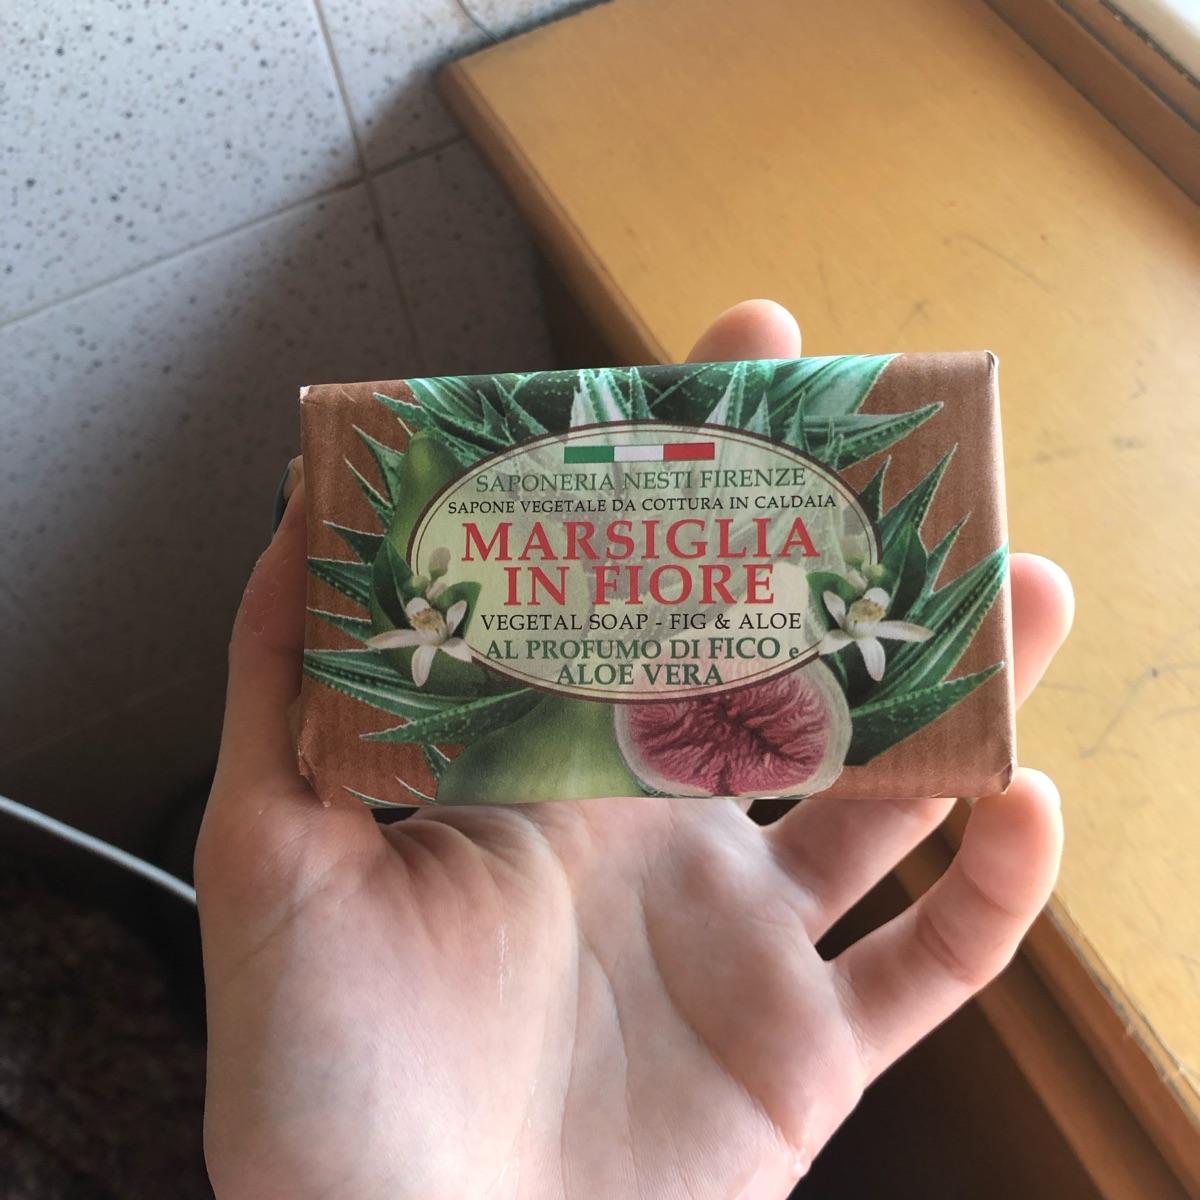 SAPONERIA NESTI FIRENZE
SAPONE VEGETALE DA COTTURA IN CALDAIA
MARSIGLIA
IN FIORE
VEGETAL SOAP - FIG & ALOE
AL PROFUMO DI FICO e
ALOE VERA